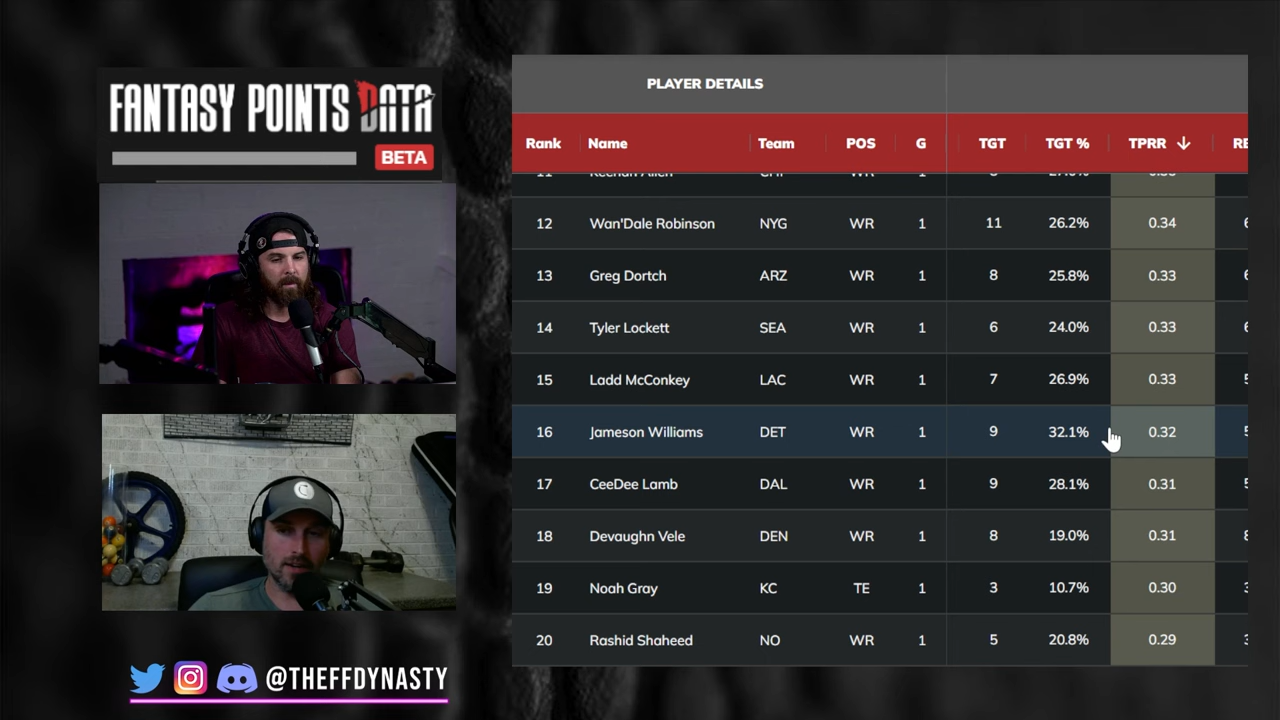 FANTASY POINTS DATA
BETA
@THEFFDYNASTY
PLAYER DETAILS
Rank Name Team POS G TGT TGT % TPRR ↓
12 Wan'Dale Robinson NYG WR 1 11 26.2% 0.34
13 Greg Dortch ARZ WR 1 8 25.8% 0.33
14 Tyler Lockett SEA WR 1 6 24.0% 0.33
15 Ladd McConkey LAC WR 1 7 26.9% 0.33
16 Jameson Williams DET WR 1 9 32.1% 0.32
17 CeeDee Lamb DAL WR 1 9 28.1% 0.31
18 Devaughn Vele DEN WR 1 8 19.0% 0.31
19 Noah Gray KC TE 1 3 10.7% 0.30
20 Rashid Shaheed NO WR 1 5 20.8% 0.29